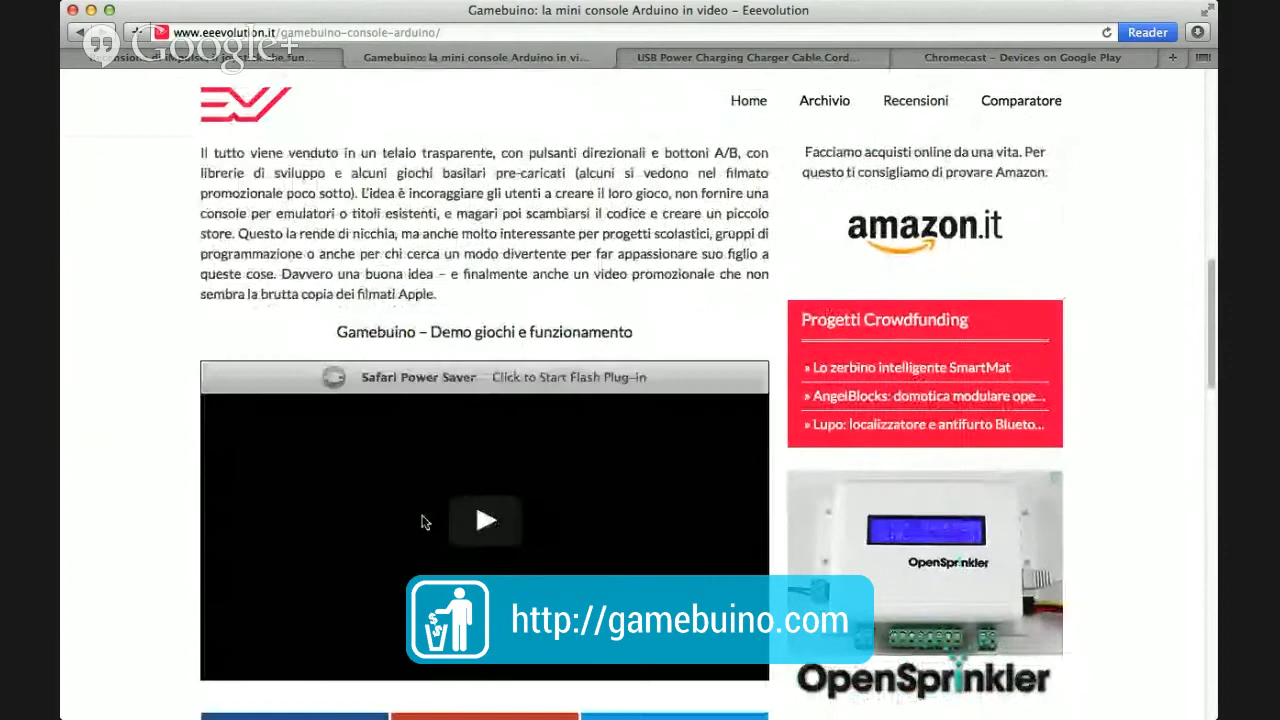 Gamebuino: la mini console Arduino in video – Eeevolution
www.eeevolution.it/gamebuino-console-arduino/
Reader
Google+
Gamebuino: la mini console Arduino in vi...
USB Power Charging Charger Cable Cord...
Chromecast – Devices on Google Play
+
Home
Archivio
Recensioni
Comparatore
Il tutto viene venduto in un telaio trasparente, con pulsanti direzionali e bottoni A/B, con
librerie di sviluppo e alcuni giochi basilari pre-caricati (alcuni si vedono nel filmato
promozionale poco sotto). L'idea è incoraggiare gli utenti a creare il loro gioco, non fornire una
console per emulatori o titoli esistenti, e magari poi scambiarsi il codice e creare un piccolo
store. Questo la rende di nicchia, ma anche molto interessante per progetti scolastici, gruppi di
programmazione o anche per chi cerca un modo divertente per far appassionare suo figlio a
queste cose. Davvero una buona idea – e finalmente anche un video promozionale che non
sembra la brutta copia dei filmati Apple.
Gamebuino – Demo giochi e funzionamento
Safari Power Saver Click to Start Flash Plug-in
http://gamebuino.com
Facciamo acquisti online da una vita. Per
questo ti consigliamo di provare Amazon.
amazon.it
Progetti Crowdfunding
» Lo zerbino intelligente SmartMat
» AngelBlocks: domotica modulare ope...
» Lupo: localizzatore e antifurto Blueto...
OpenSprinkler
OpenSprinkler